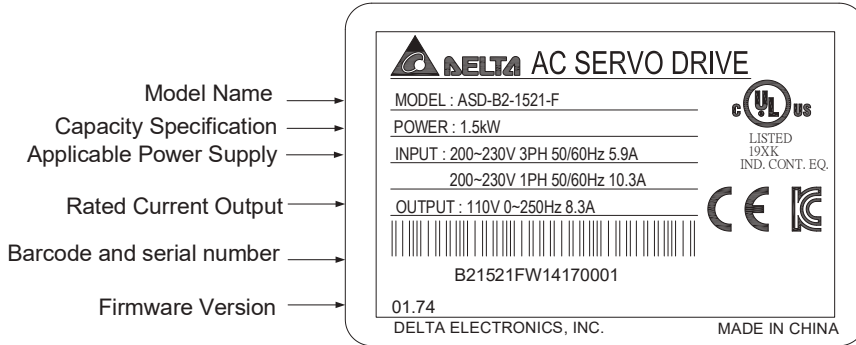 DELTA AC SERVO DRIVE
Model Name
MODEL : ASD-B2-1521-F
Capacity Specification
POWER : 1.5kW
Applicable Power Supply
INPUT : 200~230V 3PH 50/60Hz 5.9A
200~230V 1PH 50/60Hz 10.3A
Rated Current Output
OUTPUT : 110V 0~250Hz 8.3A
Barcode and serial number
B21521FW14170001
Firmware Version
01.74
DELTA ELECTRONICS, INC.
MADE IN CHINA
c UL US
LISTED
19XK
IND. CONT. EQ.
CE